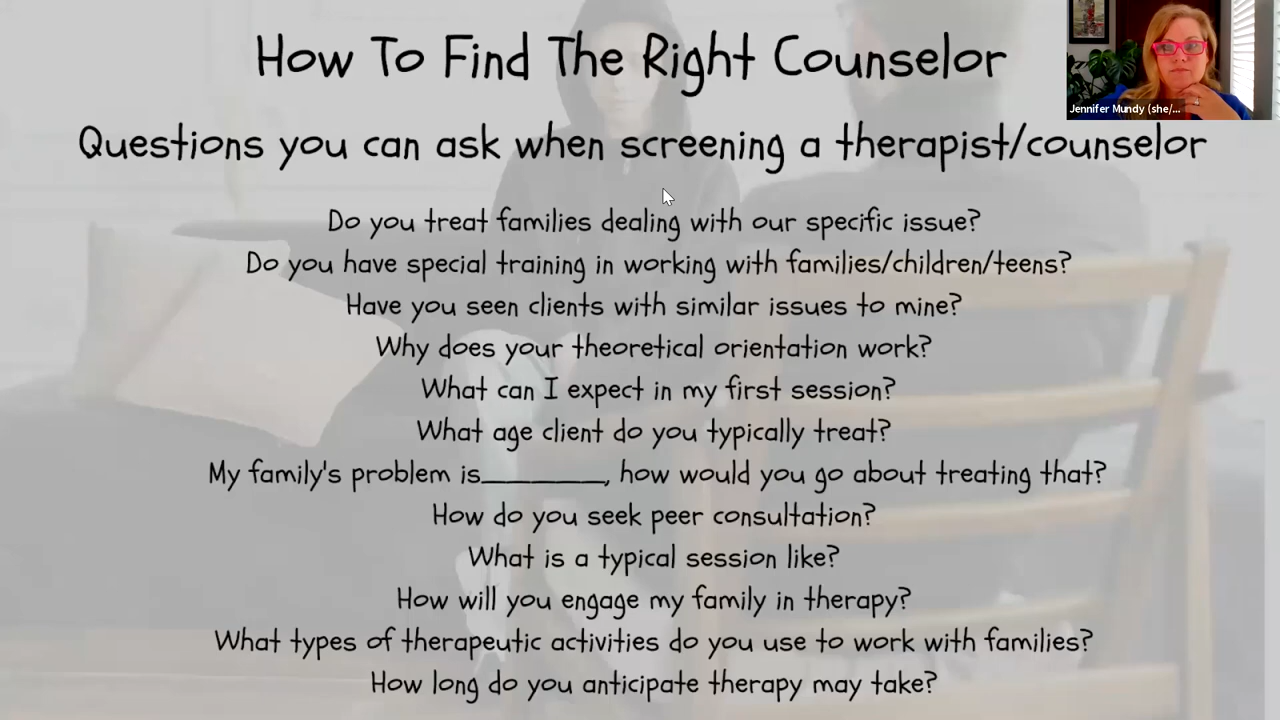 How To Find The Right Counselor
Jennifer Mundy (she/...
Questions you can ask when screening a therapist/counselor
Do you treat families dealing with our specific issue?
Do you have special training in working with families/children/teens?
Have you seen clients with similar issues to mine?
Why does your theoretical orientation work?
What can I expect in my first session?
What age client do you typically treat?
My family's problem is________, how would you go about treating that?
How do you seek peer consultation?
What is a typical session like?
How will you engage my family in therapy?
What types of therapeutic activities do you use to work with families?
How long do you anticipate therapy may take?